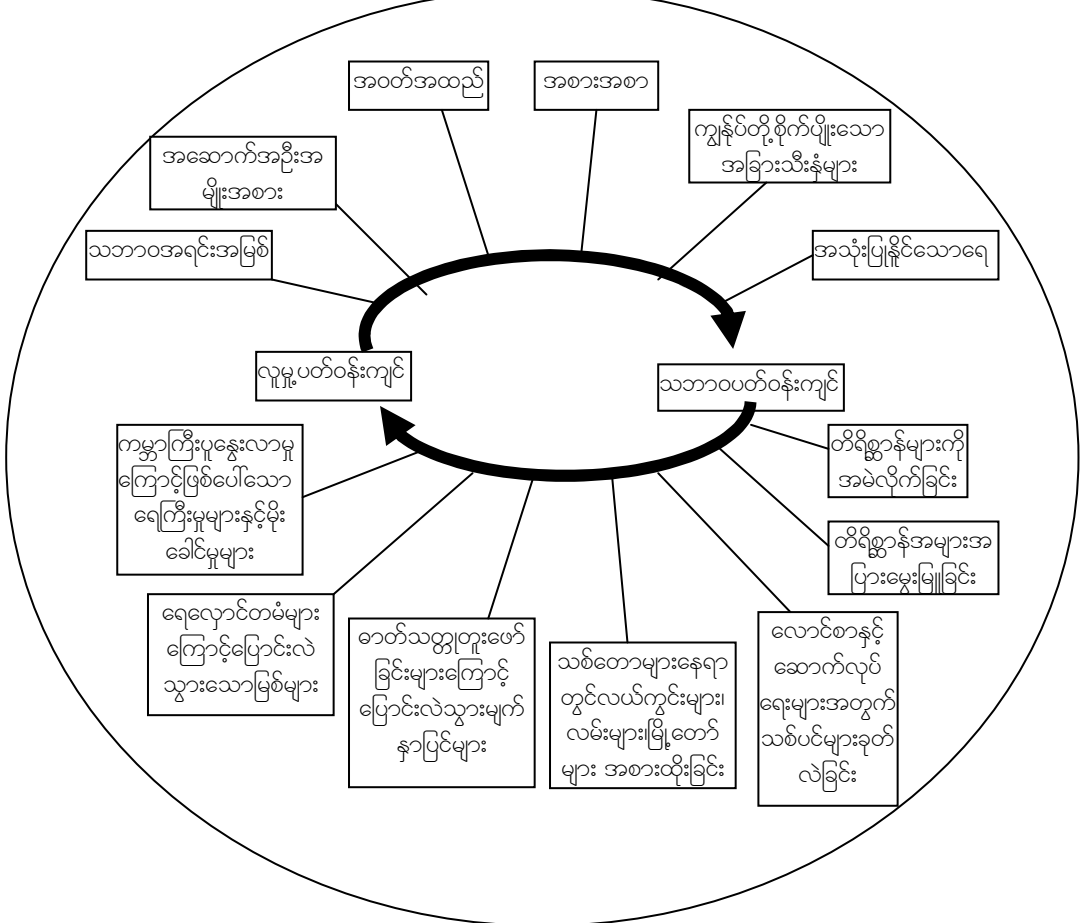 အဝတ်အထည်
အစားအစာ
ကျွန်ုပ်တို့စိုက်ပျိုးသော
အခြားသီးနှံများ
အဆောက်အဦးအ
မျိုးအစား
သဘာဝအရင်းအမြစ်
အသုံးပြုနိူင်သောရေ
လူမှု့ပတ်ဝန်းကျင်
သဘာဝပတ်ဝန်းကျင်
ကမ္ဘာကြီးပူနွေးလာမှု
ကြောင့်ဖြစ်ပေါ်သော
ရေကြီးမှုများနှင့်မိုး
ခေါင်မှုများ
တိရိစ္ဆာန်များကို
အမဲလိုက်ခြင်း
တိရိစ္ဆာန်အများအ
ပြားမွေးမြူခြင်း
ရေလှောင်တမံများ
ကြောင့်ပြောင်းလဲ
သွားသောမြစ်များ
ဓာတ်သတ္တုတူးဖော်
ခြင်းများကြောင့်
ပြောင်းလဲသွားမျက်
နှာပြင်များ
သစ်တောများနေရာ
တွင်လယ်ကွင်းများ၊
လမ်းများ၊မြို့တော်
များ အစားထိုးခြင်း
လောင်စာနှင့်
ဆောက်လုပ်
ရေးများအတွက်
သစ်ပင်များခုတ်
လဲခြင်း